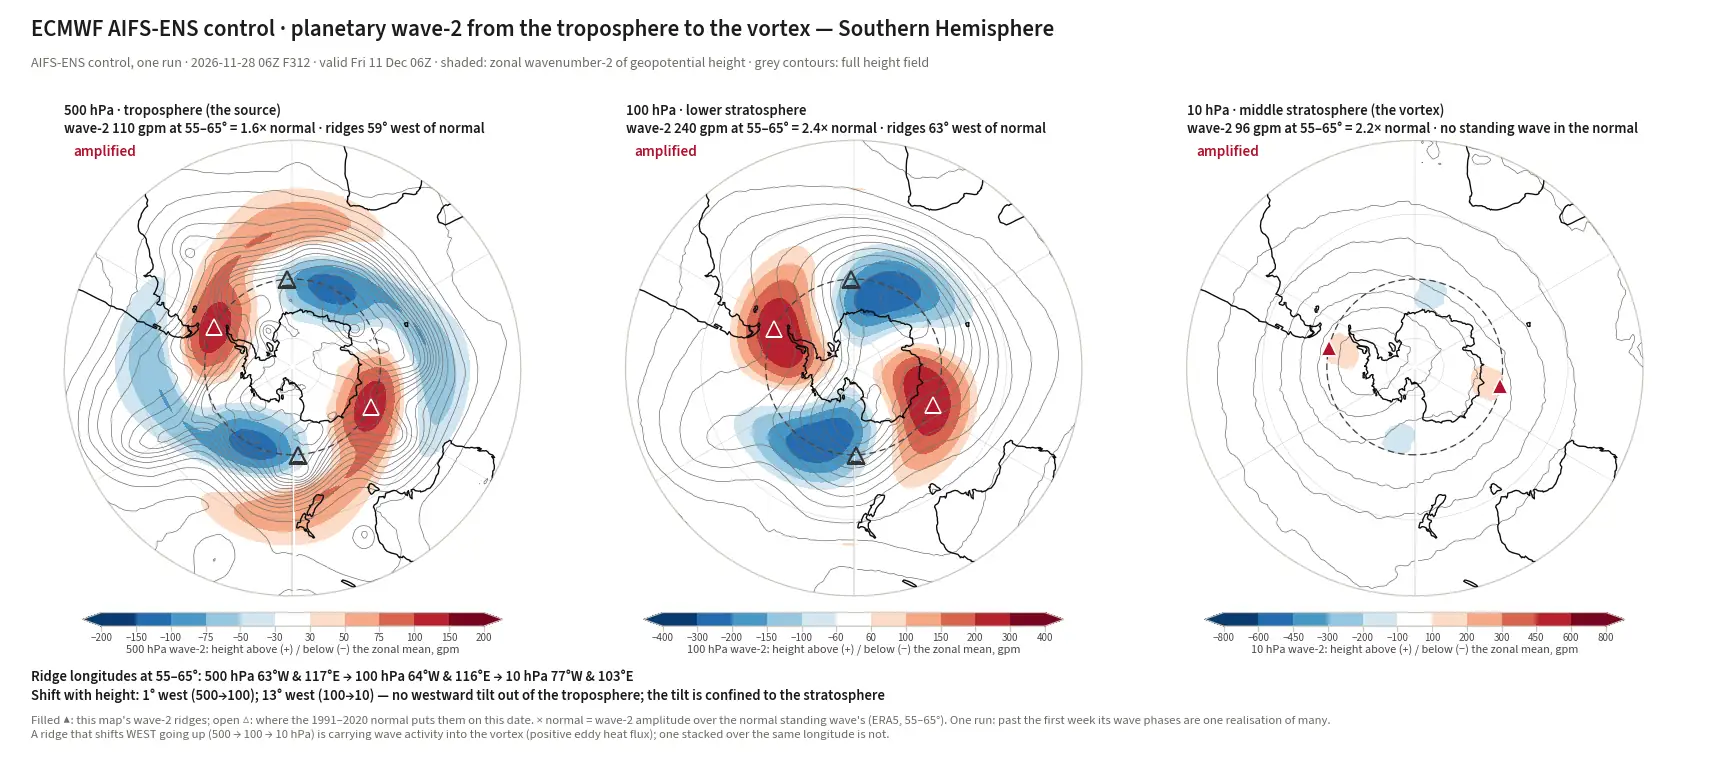 ECMWF AIFS-ENS control · planetary wave-2 from the troposphere to the vortex — Southern Hemisphere
AIFS-ENS control, one run · 2026-11-28 06Z F312 · valid Fri 11 Dec 06Z · shaded: zonal wavenumber-2 of geopotential height · grey contours: full height field
500 hPa · troposphere (the source)
wave-2 110 gpm at 55–65° = 1.6× normal · ridges 59° west of normal
amplified
100 hPa · lower stratosphere
wave-2 240 gpm at 55–65° = 2.4× normal · ridges 63° west of normal
amplified
10 hPa · middle stratosphere (the vortex)
wave-2 96 gpm at 55–65° = 2.2× normal · no standing wave in the normal
amplified
−200 −150 −100 −75 −50 −30 30 50 75 100 150 200
500 hPa wave-2: height above (+) / below (−) the zonal mean, gpm
−400 −300 −200 −150 −100 −60 60 100 150 200 300 400
100 hPa wave-2: height above (+) / below (−) the zonal mean, gpm
−800 −600 −450 −300 −200 −100 100 200 300 450 600 800
10 hPa wave-2: height above (+) / below (−) the zonal mean, gpm
Ridge longitudes at 55–65°: 500 hPa 63°W & 117°E → 100 hPa 64°W & 116°E → 10 hPa 77°W & 103°E
Shift with height: 1° west (500→100); 13° west (100→10) — no westward tilt out of the troposphere; the tilt is confined to the stratosphere
Filled ▲: this map's wave-2 ridges; open △: where the 1991–2020 normal puts them on this date. × normal = wave-2 amplitude over the normal standing wave's (ERA5, 55–65°). One run: past the first week its wave phases are one realisation of many.
A ridge that shifts WEST going up (500 → 100 → 10 hPa) is carrying wave activity into the vortex (positive eddy heat flux); one stacked over the same longitude is not.